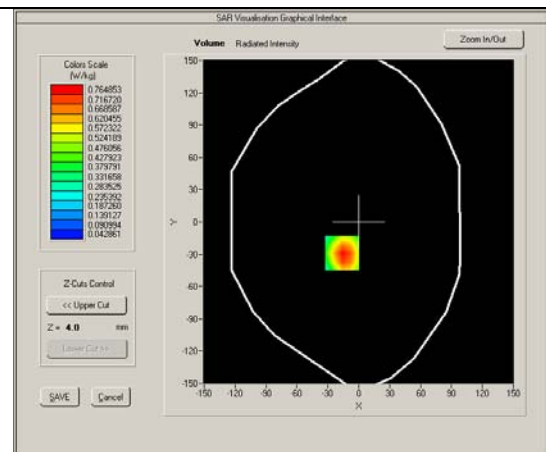 SAR Visualisation Graphical Interface
Volume Radiated Intensity
Zoom In/Out
Colors Scale
(W/kg)
0.764853
0.716720
0.668587
0.620455
0.572322
0.524189
0.476056
0.427923
0.379791
0.331658
0.283525
0.235392
0.187260
0.139127
0.090994
0.042861
Z-Cuts Control
<< Upper Cut
Z = 4.0 mm
Lower Cut >>
SAVE
Cancel
Y
150
120
90
60
30
0
-30
-60
-90
-120
-150
-150 -120 -90 -60 -30 0 30 60 90 120 150
X